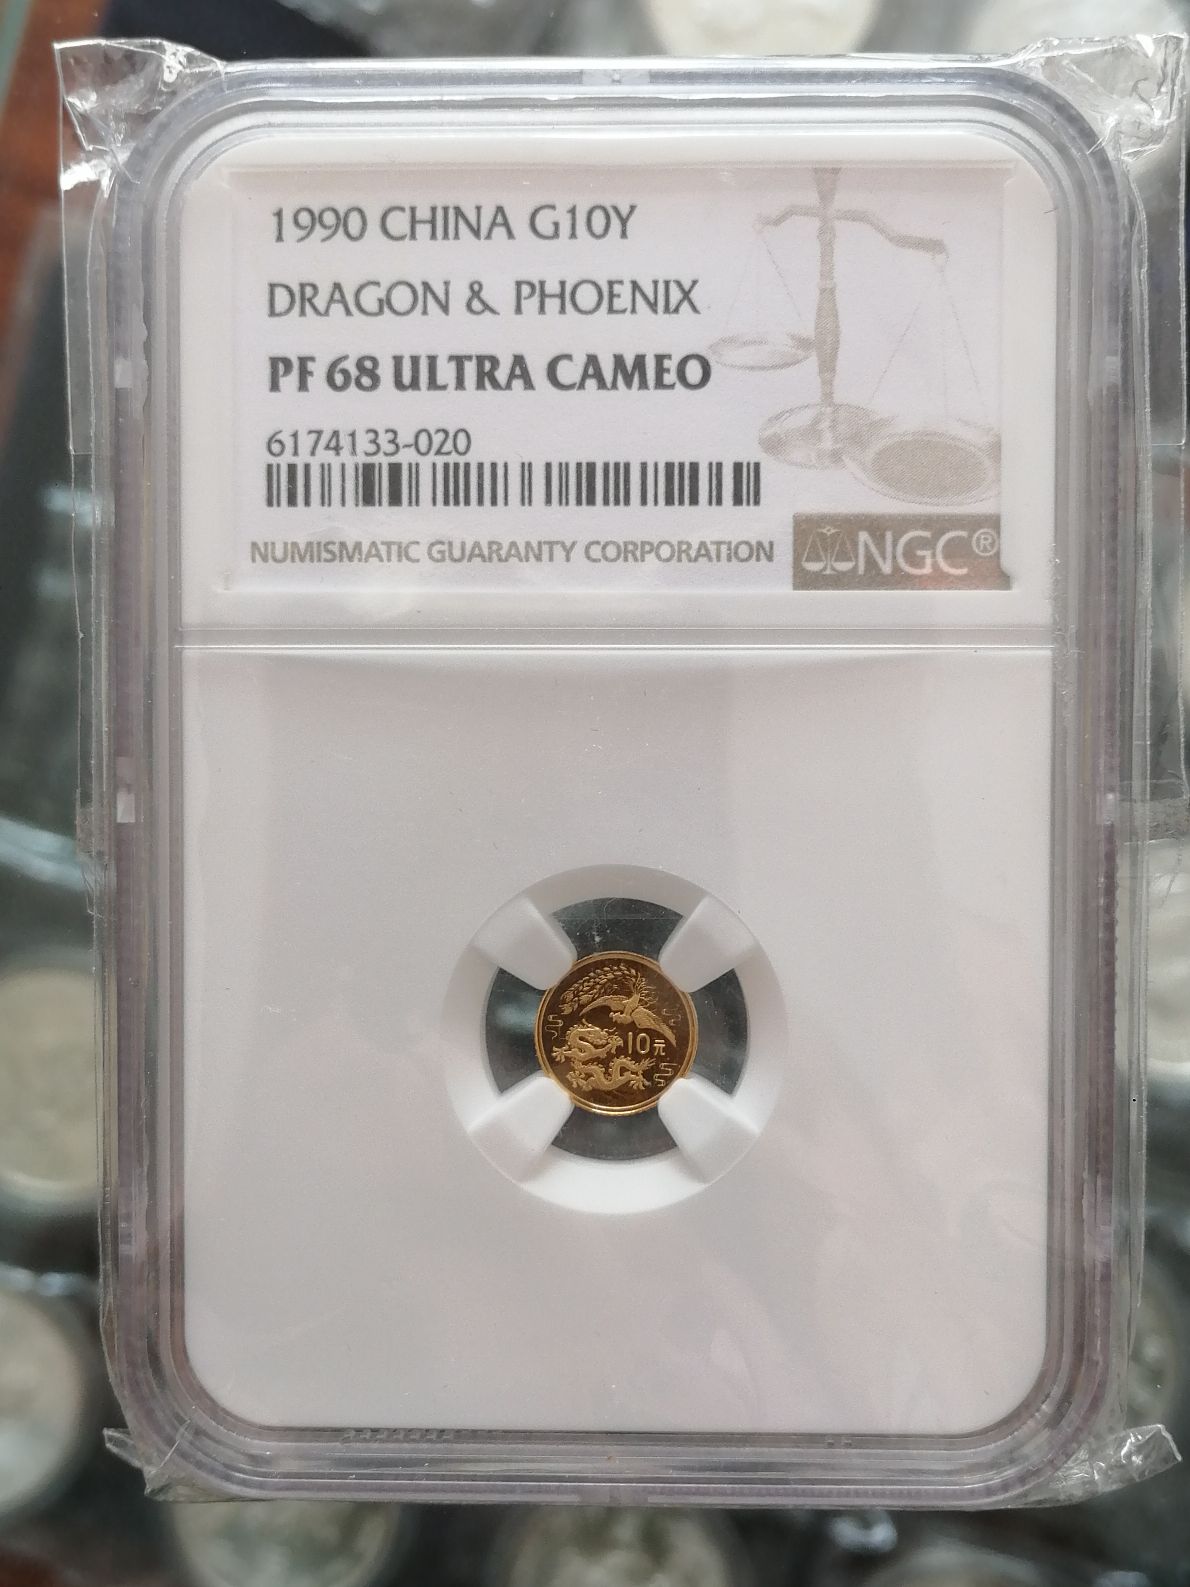 1990 CHINA G10Y
DRAGON & PHOENIX
PF 68 ULTRA CAMEO
6174133-020
NUMISMATIC GUARANTY CORPORATION
NGC®
10元